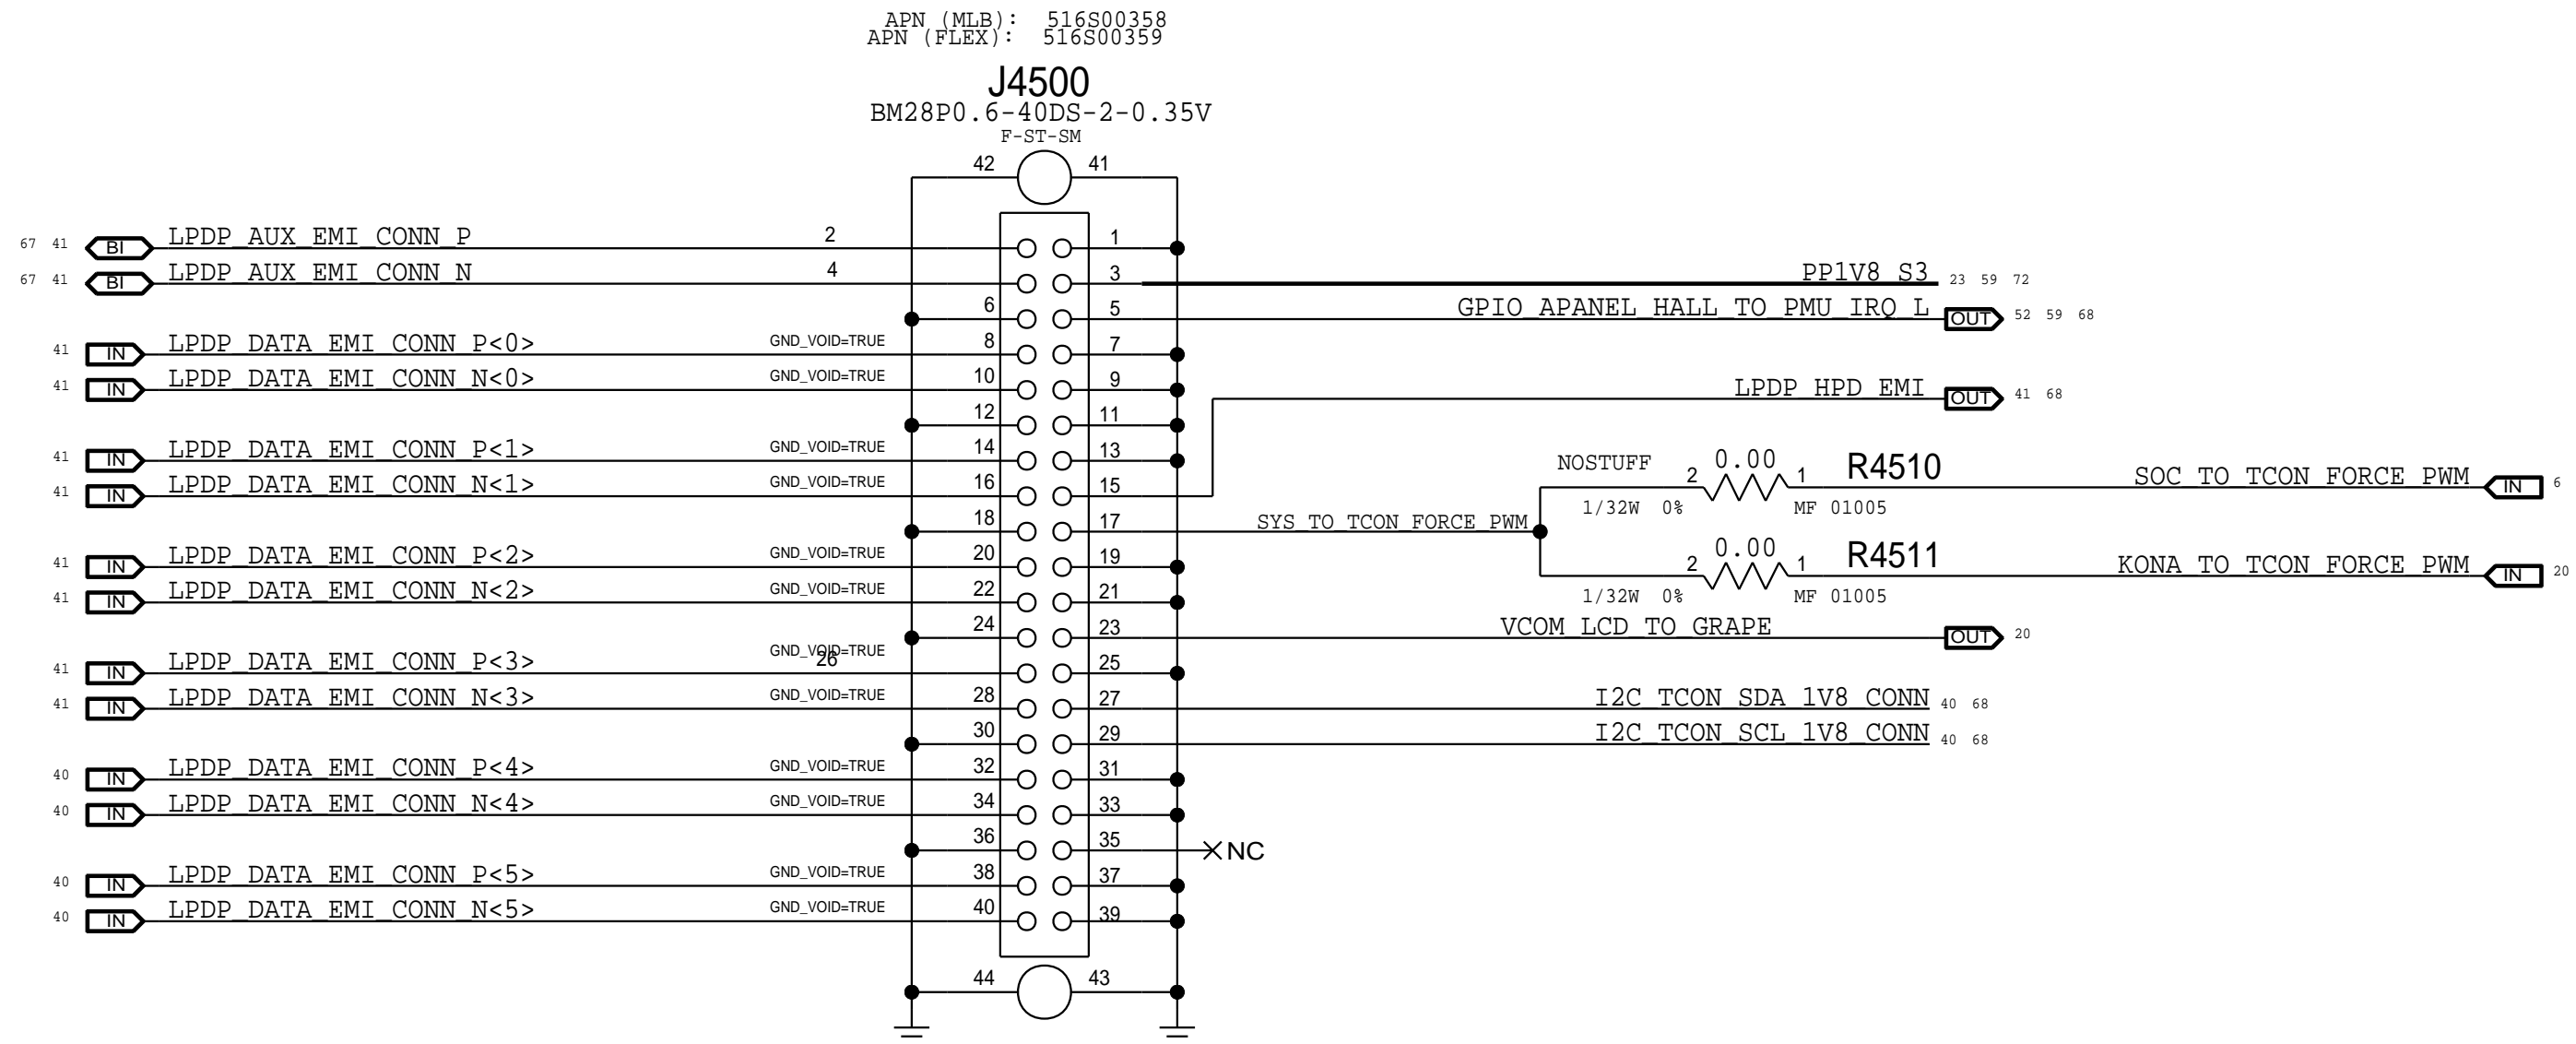 APN (MLB): 516S00358
APN (FLEX): 516S00359
J4500
BM28P0.6-40DS-2-0.35V
F-ST-SM
42 41
67 41 BI LPDP_AUX_EMI_CONN_P 2 1
67 41 BI LPDP_AUX_EMI_CONN_N 4 3 PP1V8_S3 23 59 72
6 5 GPIO_APANEL_HALL_TO_PMU_IRQ_L OUT 52 59 68
41 IN LPDP_DATA_EMI_CONN_P<0> GND_VOID=TRUE 8 7
41 IN LPDP_DATA_EMI_CONN_N<0> GND_VOID=TRUE 10 9
LPDP_HPD_EMI OUT 41 68
12 11
41 IN LPDP_DATA_EMI_CONN_P<1> GND_VOID=TRUE 14 13
NOSTUFF 2 0.00 1 R4510
41 IN LPDP_DATA_EMI_CONN_N<1> GND_VOID=TRUE 16 15 SOC_TO_TCON_FORCE_PWM IN 6
1/32W 0% MF 01005
18 17 SYS_TO_TCON_FORCE_PWM
41 IN LPDP_DATA_EMI_CONN_P<2> GND_VOID=TRUE 20 19 2 0.00 1 R4511 KONA_TO_TCON_FORCE_PWM IN 20
41 IN LPDP_DATA_EMI_CONN_N<2> GND_VOID=TRUE 22 21 1/32W 0% MF 01005
24 23 VCOM_LCD_TO_GRAPE OUT 20
41 IN LPDP_DATA_EMI_CONN_P<3> GND_VOID=TRUE 26 25
41 IN LPDP_DATA_EMI_CONN_N<3> GND_VOID=TRUE 28 27 I2C_TCON_SDA_1V8_CONN 40 68
30 29 I2C_TCON_SCL_1V8_CONN 40 68
40 IN LPDP_DATA_EMI_CONN_P<4> GND_VOID=TRUE 32 31
40 IN LPDP_DATA_EMI_CONN_N<4> GND_VOID=TRUE 34 33
36 35 NC
40 IN LPDP_DATA_EMI_CONN_P<5> GND_VOID=TRUE 38 37
40 IN LPDP_DATA_EMI_CONN_N<5> GND_VOID=TRUE 40 39
44 43